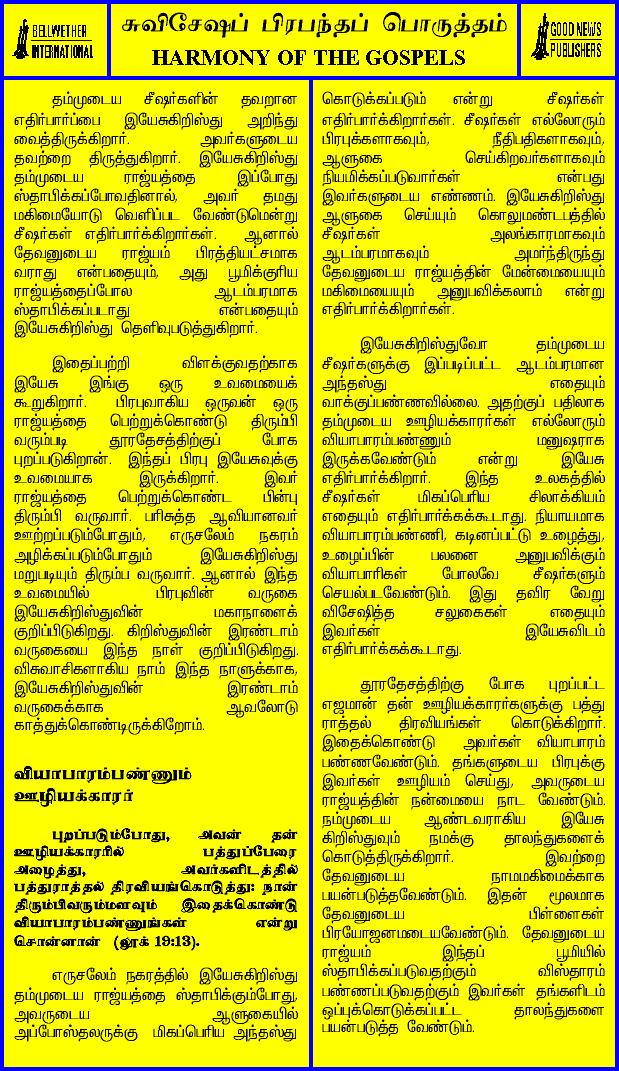 BELLWETHER
INTERNATIONAL
சுவிசேஷப் பிரபந்தப் பொருத்தம்
HARMONY OF THE GOSPELS
GOOD NEWS
PUBLISHERS
தம்முடைய சீஷர்களின் தவறான
எதிர்பார்ப்பை இயேசுகிறிஸ்து அறிந்து
வைத்திருக்கிறார். அவர்களுடைய
தவற்றை திருத்துகிறார். இயேசுகிறிஸ்து
தம்முடைய ராஜ்யத்தை இப்போது
ஸ்தாபிக்கப்போவதினால், அவர் தமது
மகிமையோடு வெளிப்பட வேண்டுமென்று
சீஷர்கள் எதிர்பார்க்கிறார்கள். ஆனால்
தேவனுடைய ராஜ்யம் பிரத்தியட்சமாக
வராது என்பதையும், அது பூமிக்குரிய
ராஜ்யத்தைப்போல ஆடம்பரமாக
ஸ்தாபிக்கப்படாது என்பதையும்
இயேசுகிறிஸ்து தெளிவுபடுத்துகிறார்.
இதைப்பற்றி விளக்குவதற்காக
இயேசு இங்கு ஒரு உவமையைக்
கூறுகிறார். பிரபுவாகிய ஒருவன் ஒரு
ராஜ்யத்தை பெற்றுக்கொண்டு திரும்பி
வரும்படி தூரதேசத்திற்குப் போக
புறப்படுகிறான். இந்தப் பிரபு இயேசுவுக்கு
உவமையாக இருக்கிறார். இவர்
ராஜ்யத்தை பெற்றுக்கொண்ட பின்பு
திரும்பி வருவார். பரிசுத்த ஆவியானவர்
ஊற்றப்படும்போதும், எருசலேம் நகரம்
அழிக்கப்படும்போதும் இயேசுகிறிஸ்து
மறுபடியும் திரும்ப வருவார். ஆனால் இந்த
உவமையில் பிரபுவின் வருகை
இயேசுகிறிஸ்துவின் மகாநாளைக்
குறிப்பிடுகிறது. கிறிஸ்துவின் இரண்டாம்
வருகையை இந்த நாள் குறிப்பிடுகிறது.
விசுவாசிகளாகிய நாம் இந்த நாளுக்காக,
இயேசுகிறிஸ்துவின் இரண்டாம்
வருகைக்காக ஆவலோடு
காத்துக்கொண்டிருக்கிறோம்.
வியாபாரம்பண்ணும்
ஊழியக்காரர்
புறப்படும்போது, அவன் தன்
ஊழியக்காரரில் பத்துப்பேரை
அழைத்து, அவர்களிடத்தில்
பத்துராத்தல் திரவியங்கொடுத்து: நான்
திரும்பிவருமளவும் இதைக்கொண்டு
வியாபாரம்பண்ணுங்கள் என்று
சொன்னான் (லூக் 19:13).
எருசலேம் நகரத்தில் இயேசுகிறிஸ்து
தம்முடைய ராஜ்யத்தை ஸ்தாபிக்கும்போது,
அவருடைய ஆளுகையில்
அப்போஸ்தலருக்கு மிகப்பெரிய அந்தஸ்து
கொடுக்கப்படும் என்று சீஷர்கள்
எதிர்பார்க்கிறார்கள். சீஷர்கள் எல்லோரும்
பிரபுக்களாகவும், நீதிபதிகளாகவும்,
ஆளுகை செய்கிறவர்களாகவும்
நியமிக்கப்படுவார்கள் என்பது
இவர்களுடைய எண்ணம். இயேசுகிறிஸ்து
ஆளுகை செய்யும் கொலுமண்டபத்தில்
சீஷர்கள் அலங்காரமாகவும்
ஆடம்பரமாகவும் அமர்ந்திருந்து
தேவனுடைய ராஜ்யத்தின் மேன்மையையும்
மகிமையையும் அனுபவிக்கலாம் என்று
எதிர்பார்க்கிறார்கள்.
இயேசுகிறிஸ்துவோ தம்முடைய
சீஷர்களுக்கு இப்படிப்பட்ட ஆடம்பரமான
அந்தஸ்து எதையும்
வாக்குப்பண்ணவில்லை. அதற்குப் பதிலாக
தம்முடைய ஊழியக்காரர்கள் எல்லோரும்
வியாபாரம்பண்ணும் மனுஷராக
இருக்கவேண்டும் என்று இயேசு
எதிர்பார்க்கிறார். இந்த உலகத்தில்
சீஷர்கள் மிகப்பெரிய சிலாக்கியம்
எதையும் எதிர்பார்க்கக்கூடாது. நியாயமாக
வியாபாரம்பண்ணி, கடினப்பட்டு உழைத்து,
உழைப்பின் பலனை அனுபவிக்கும்
வியாபாரிகள் போலவே சீஷர்களும்
செயல்படவேண்டும். இது தவிர வேறு
விசேஷித்த சலுகைகள் எதையும்
இவர்கள் இயேசுவிடம்
எதிர்பார்க்கக்கூடாது.
தூரதேசத்திற்கு போக புறப்பட்ட
எஜமான் தன் ஊழியக்காரர்களுக்கு பத்து
ராத்தல் திரவியங்கள் கொடுக்கிறார்.
இதைக்கொண்டு அவர்கள் வியாபாரம்
பண்ணவேண்டும். தங்களுடைய பிரபுக்கு
இவர்கள் ஊழியம் செய்து, அவருடைய
ராஜ்யத்தின் நன்மையை நாட வேண்டும்.
நம்முடைய ஆண்டவராகிய இயேசு
கிறிஸ்துவும் நமக்கு தாலந்துகளைக்
கொடுத்திருக்கிறார். இவற்றை
தேவனுடைய நாமமகிமைக்காக
பயன்படுத்தவேண்டும். இதன் மூலமாக
தேவனுடைய பிள்ளைகள்
பிரயோஜனமடையவேண்டும். தேவனுடைய
ராஜ்யம் இந்தப் பூமியில்
ஸ்தாபிக்கப்படுவதற்கும் விஸ்தாரம்
பண்ணப்படுவதற்கும் இவர்கள் தங்களிடம்
ஒப்புக்கொடுக்கப்பட்ட தாலந்துகளை
பயன்படுத்த வேண்டும்.